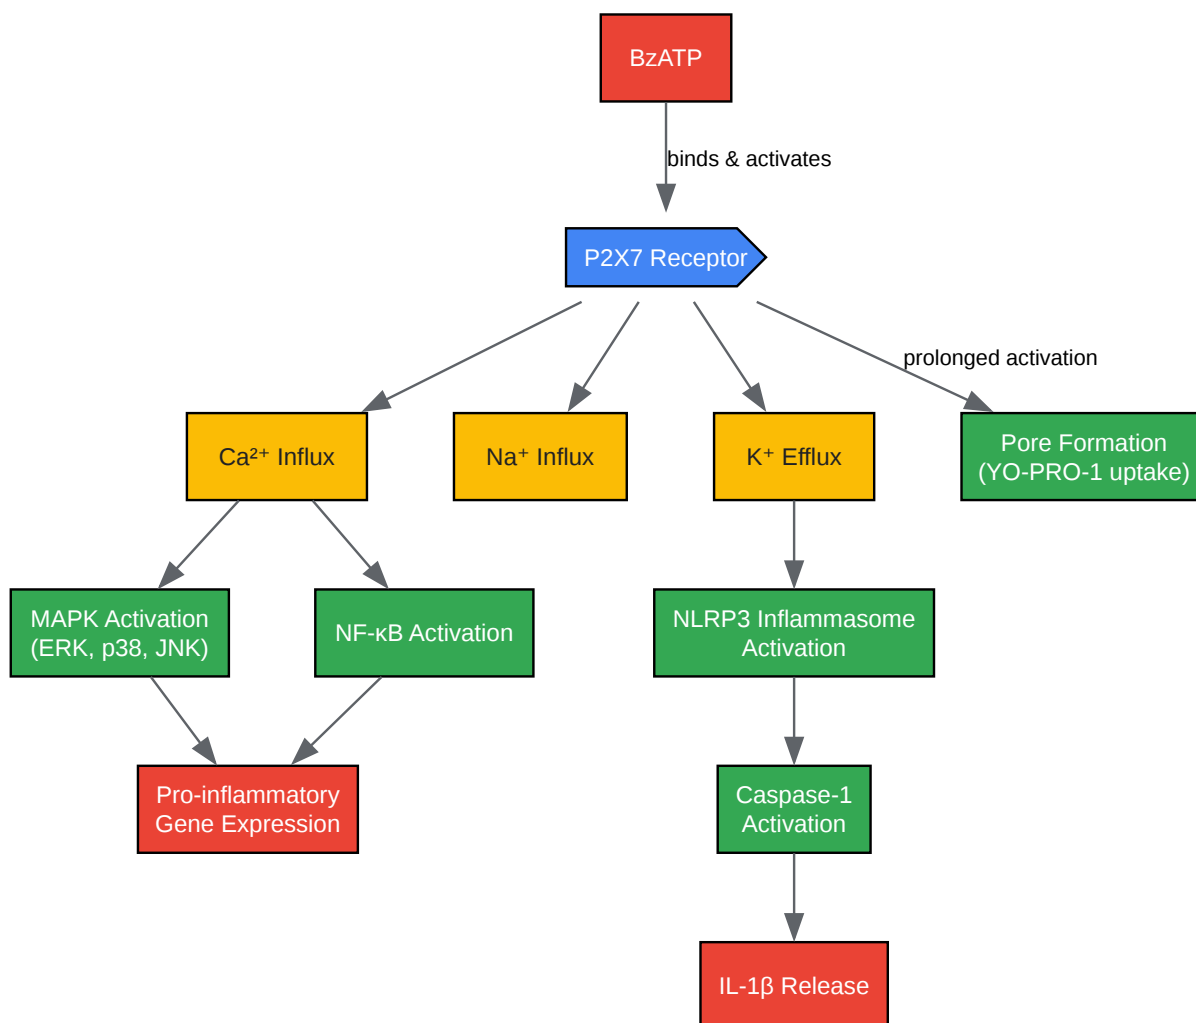 BzATP
binds & activates
P2X7 Receptor
prolonged activation
Ca²⁺ Influx
Na⁺ Influx
K⁺ Efflux
Pore Formation
(YO-PRO-1 uptake)
MAPK Activation
(ERK, p38, JNK)
NF-κB Activation
NLRP3 Inflammasome
Activation
Pro-inflammatory
Gene Expression
Caspase-1
Activation
IL-1β Release